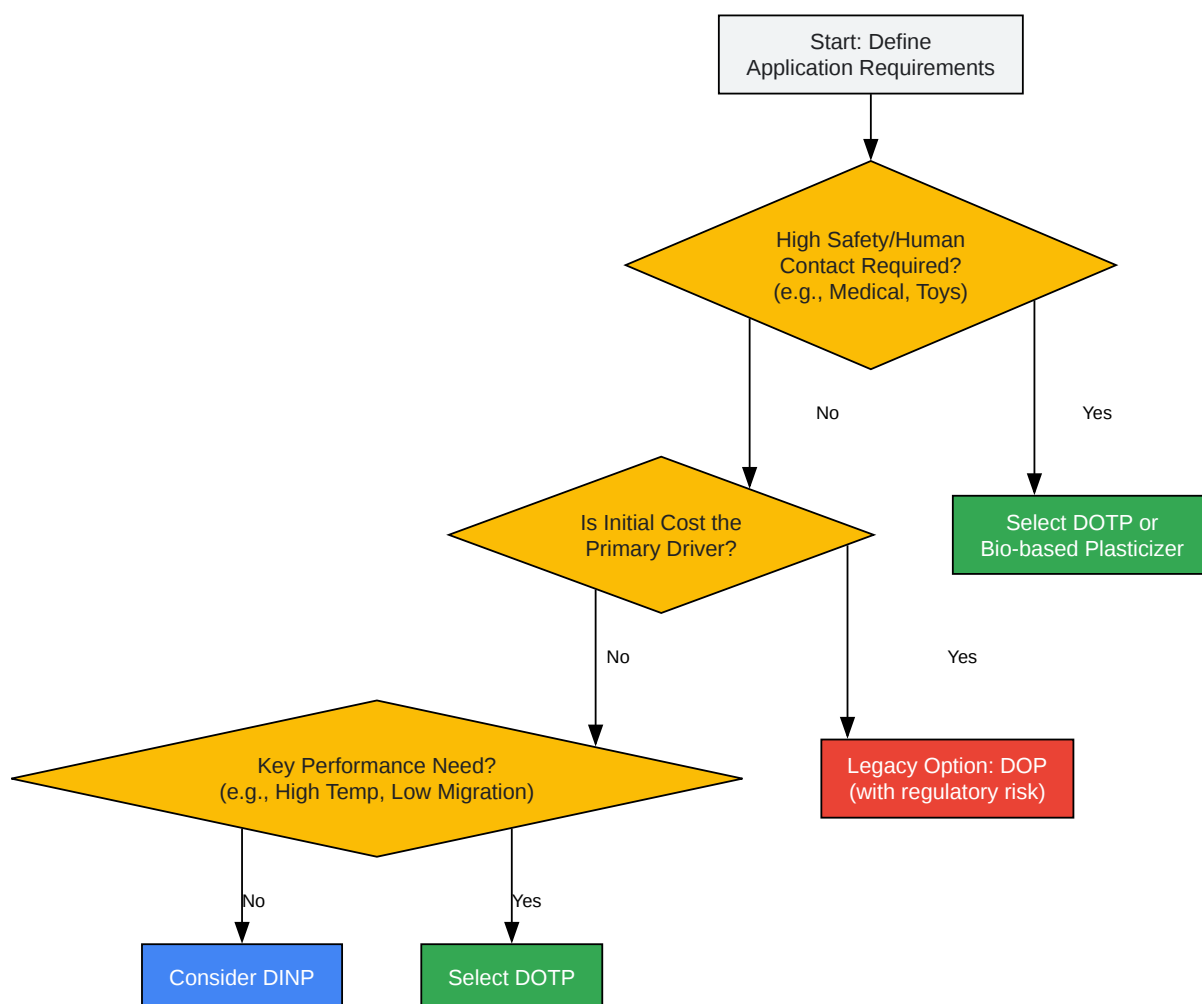 Start: Define
Application Requirements
High Safety/Human
Contact Required?
(e.g., Medical, Toys)
No
Yes
Is Initial Cost the
Primary Driver?
Select DOTP or
Bio-based Plasticizer
No
Yes
Key Performance Need?
(e.g., High Temp, Low Migration)
Legacy Option: DOP
(with regulatory risk)
No
Yes
Consider DINP
Select DOTP